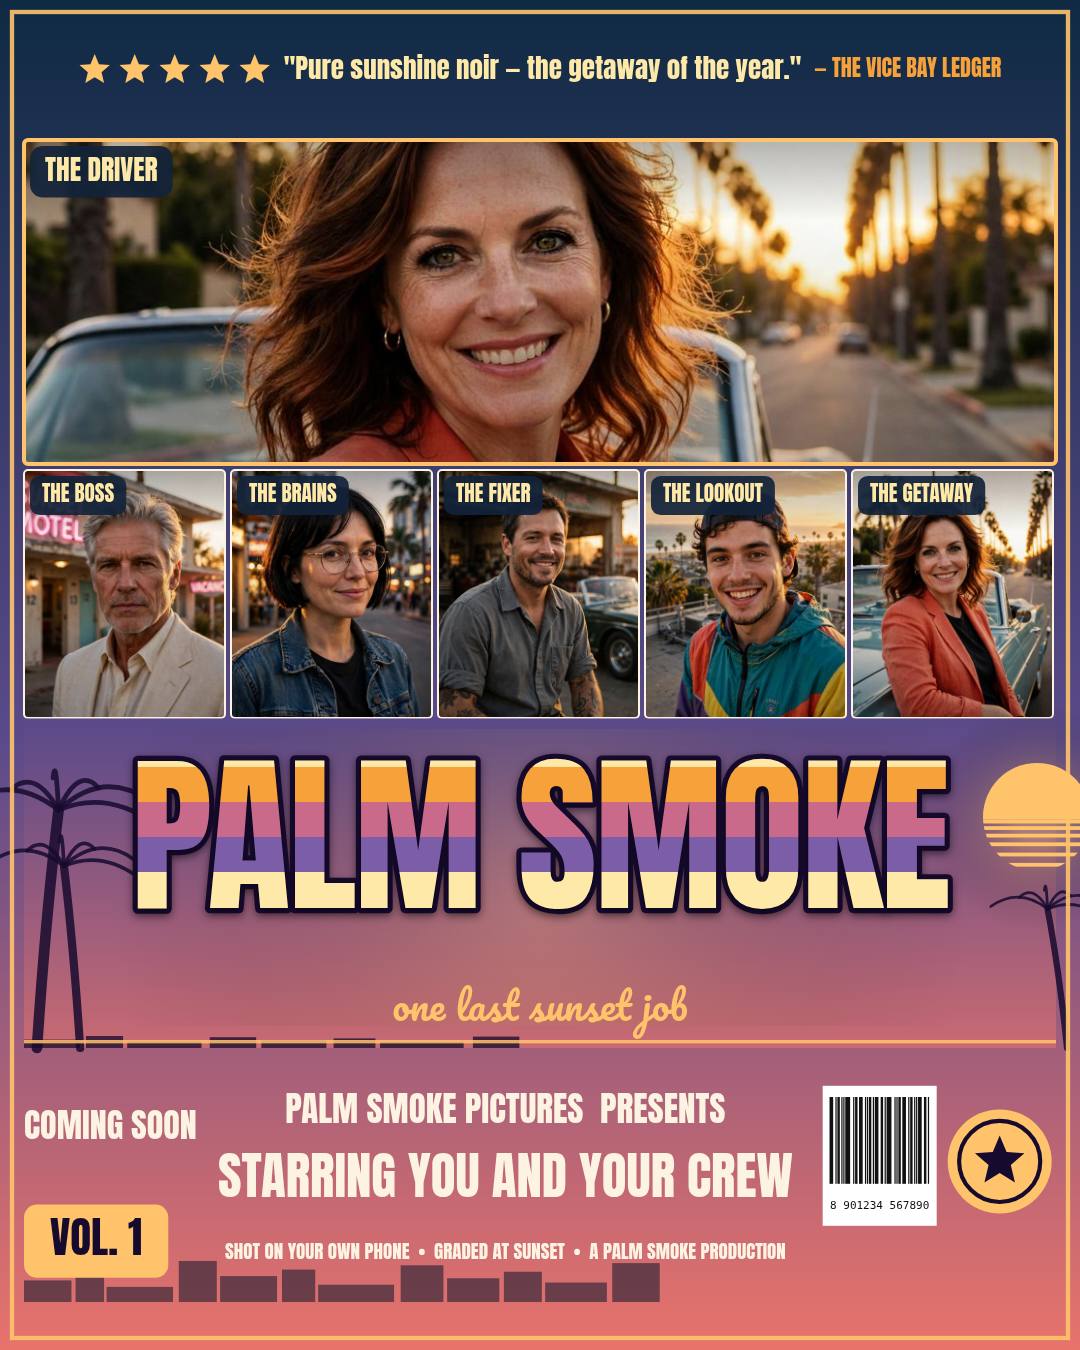 ★★★★★ "Pure sunshine noir – the getaway of the year." – THE VICE BAY LEDGER
THE DRIVER
THE BOSS
THE BRAINS
THE FIXER
THE LOOKOUT
THE GETAWAY
MOTEL
12
PALM SMOKE
one last sunset job
COMING SOON
PALM SMOKE PICTURES PRESENTS
STARRING YOU AND YOUR CREW
8 901234 567890
VOL. 1
SHOT ON YOUR OWN PHONE • GRADED AT SUNSET • A PALM SMOKE PRODUCTION